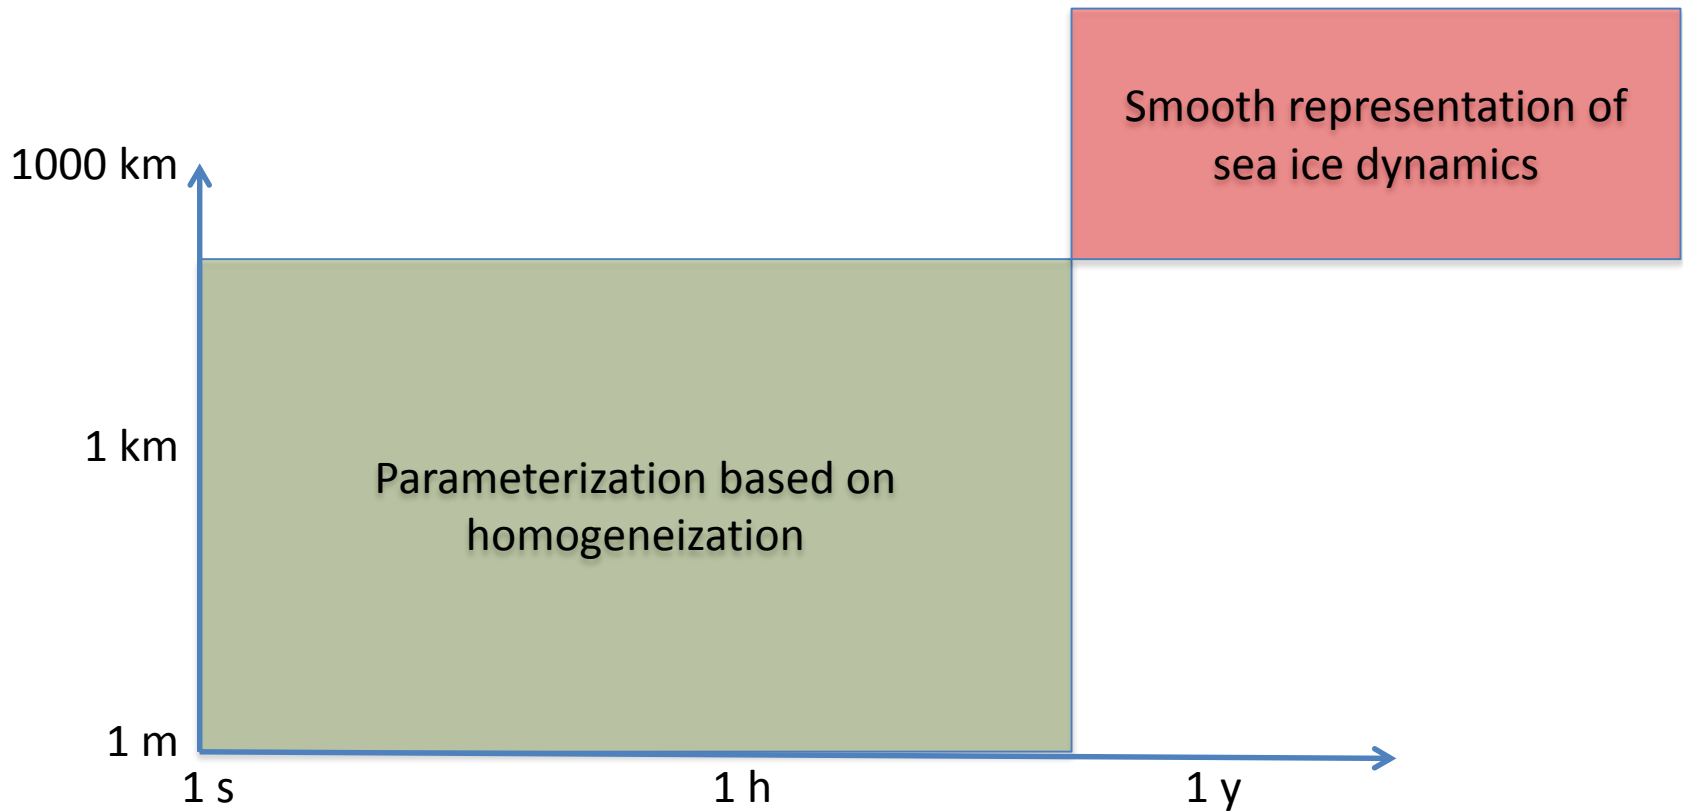 Smooth representation of
sea ice dynamics
1000 km
1 km
Parameterization based on
homogeneization
1 m
1 s
1 h
1 y